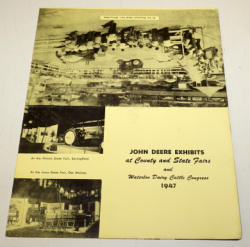 At the Illinois State Fair, Springfield
At the Iowa State Fair, Des Moines
JOHN DEERE EXHIBITS
at County and State Fairs
and
Waterloo Dairy Cattle Congress
1947